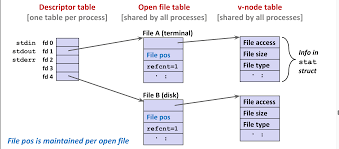 Descriptor table
[one table per process]
Open file table
[shared by all processes]
v-node table
[shared by all processes]
stdin fd 0
stdout fd 1
stderr fd 2
fd 3
fd 4
File A (terminal)
File pos
refcnt=1
File access
File size
File type
Info in
stat
struct
File B (disk)
File pos
refcnt=1
File access
File size
File type
File pos is maintained per open file